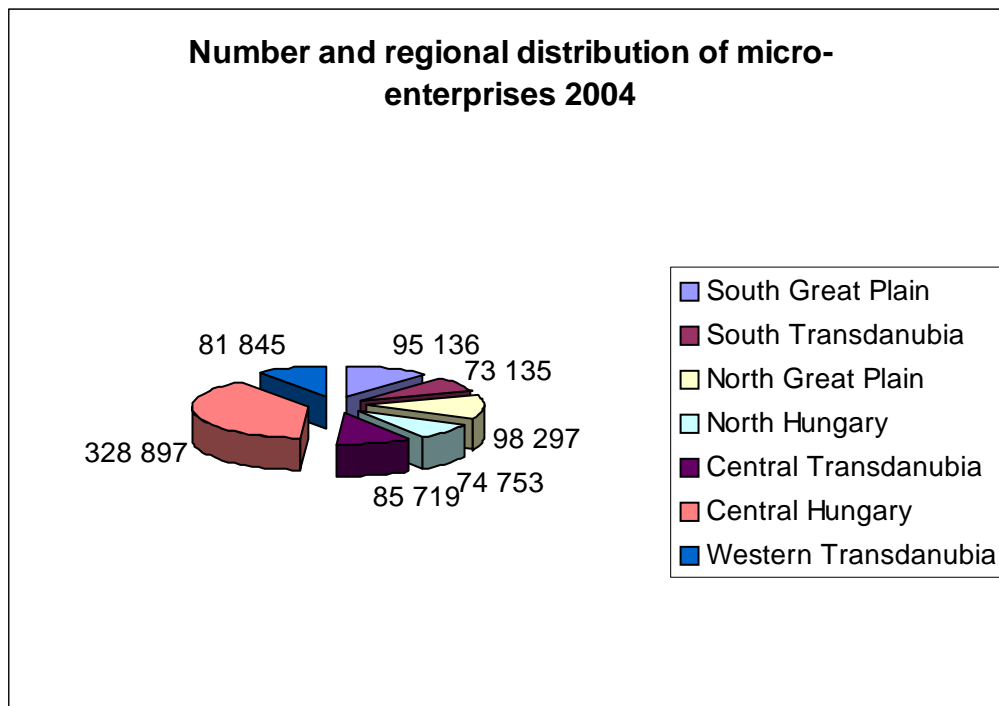 Number and regional distribution of micro-
enterprises 2004
81 845
95 136
73 135
328 897
98 297
85 719
74 753
South Great Plain
South Transdanubia
North Great Plain
North Hungary
Central Transdanubia
Central Hungary
Western Transdanubia